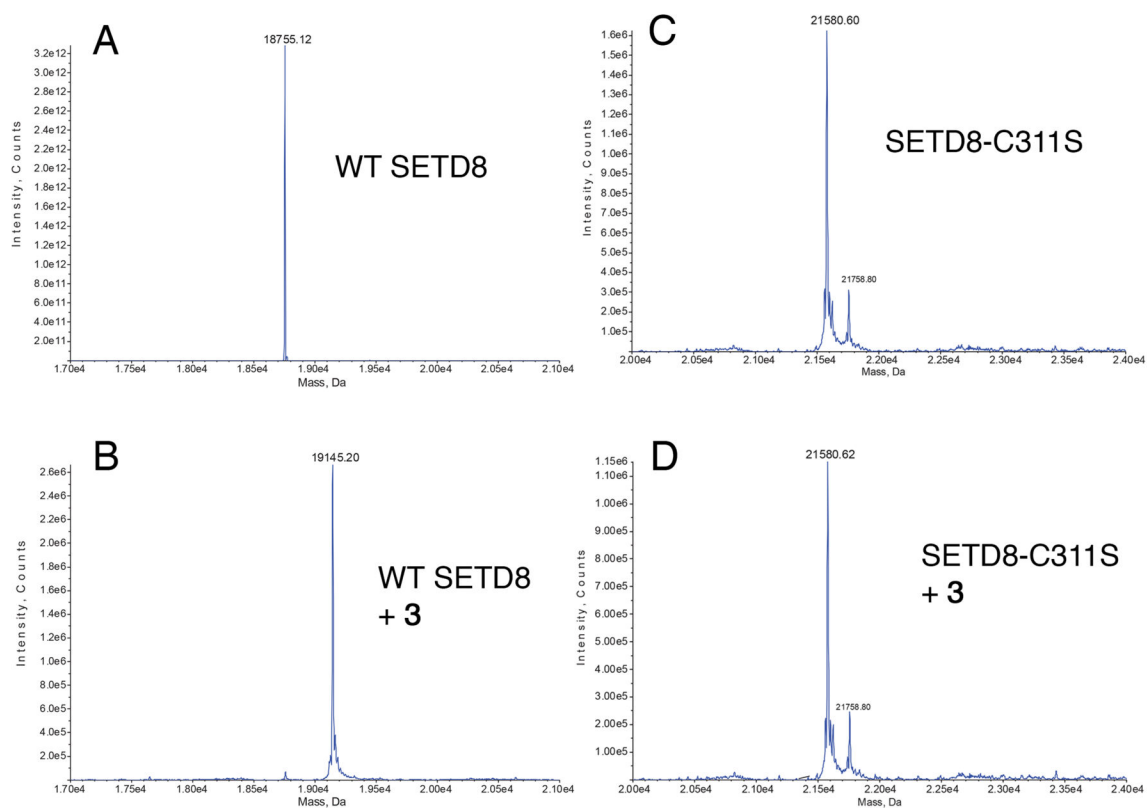 A
18755.12
3.2e12
3.0e12
2.8e12
2.6e12
2.4e12
2.2e12
2.0e12
1.8e12
1.6e12
1.4e12
1.2e12
1.0e12
8.0e11
6.0e11
4.0e11
2.0e11
Intensity, Counts
WT SETD8
1.70e4 1.75e4 1.80e4 1.85e4 1.90e4 1.95e4 2.00e4 2.05e4 2.10e4
Mass, Da
C
21580.60
1.6e6
1.5e6
1.4e6
1.3e6
1.2e6
1.1e6
1.0e6
9.0e5
8.0e5
7.0e5
6.0e5
5.0e5
4.0e5
3.0e5
2.0e5
1.0e5
Intensity, Counts
SETD8-C311S
21758.80
2.00e4 2.05e4 2.10e4 2.15e4 2.20e4 2.25e4 2.30e4 2.35e4 2.40e4
Mass, Da
B
19145.20
2.6e6
2.4e6
2.2e6
2.0e6
1.8e6
1.6e6
1.4e6
1.2e6
1.0e6
8.0e5
6.0e5
4.0e5
2.0e5
Intensity, Counts
WT SETD8
+ 3
1.70e4 1.75e4 1.80e4 1.85e4 1.90e4 1.95e4 2.00e4 2.05e4 2.10e4
Mass, Da
D
21580.62
1.15e6
1.00e6
9.00e5
8.00e5
7.00e5
6.00e5
5.00e5
4.00e5
3.00e5
2.00e5
1.00e5
Intensity, Counts
SETD8-C311S
+ 3
21758.80
2.00e4 2.05e4 2.10e4 2.15e4 2.20e4 2.25e4 2.30e4 2.35e4 2.40e4
Mass, Da